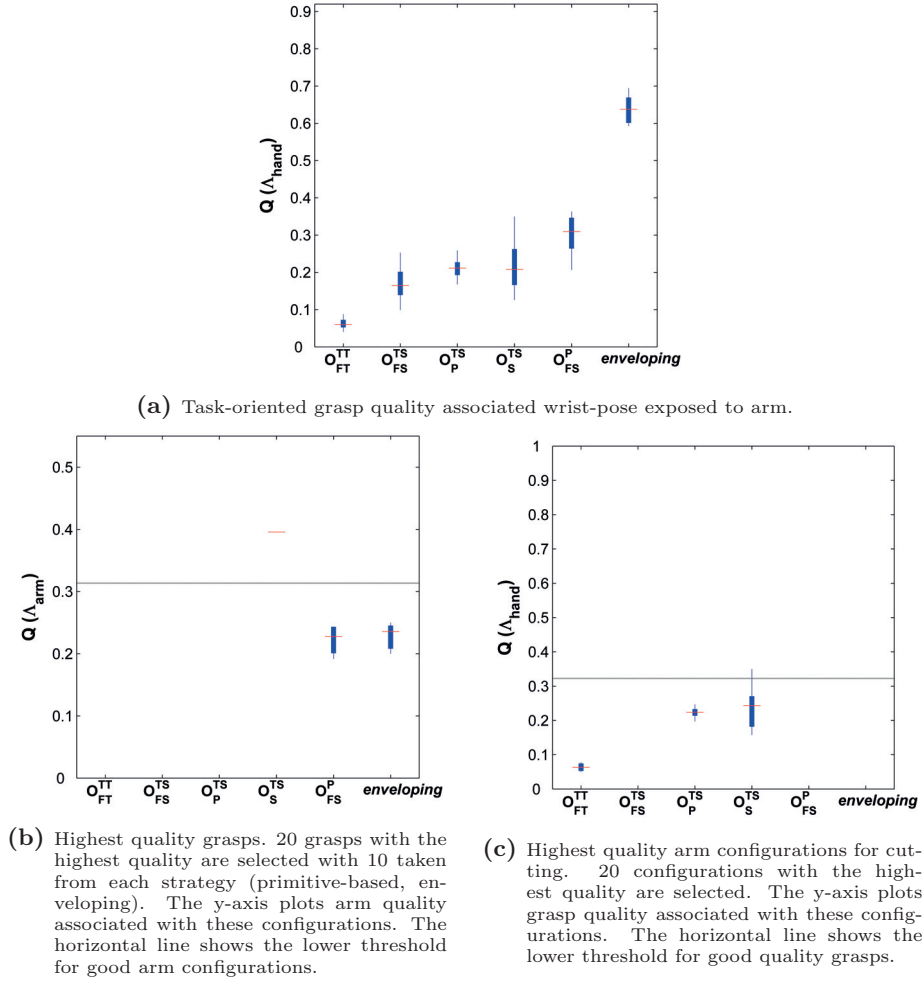 0.9
0.8
0.7
0.6
0.5
0.4
0.3
0.2
0.1
0
Q (Λhand)
O^TT_FT O^TS_FS O^TS_P O^TS_S O^P_FS enveloping
(a) Task-oriented grasp quality associated wrist-pose exposed to arm.
0.5
0.4
0.3
0.2
0.1
0
Q (Λarm)
O^TT_FT O^TS_FS O^TS_P O^TS_S O^P_FS enveloping
(b) Highest quality grasps. 20 grasps with the
highest quality are selected with 10 taken
from each strategy (primitive-based, en-
veloping). The y-axis plots arm quality
associated with these configurations. The
horizontal line shows the lower threshold
for good arm configurations.
1
0.9
0.8
0.7
0.6
0.5
0.4
0.3
0.2
0.1
0
Q (Λhand)
O^TT_FT O^TS_FS O^TS_P O^TS_S O^P_FS enveloping
(c) Highest quality arm configurations for cut-
ting. 20 configurations with the high-
est quality are selected. The y-axis plots
grasp quality associated with these config-
urations. The horizontal line shows the
lower threshold for good quality grasps.